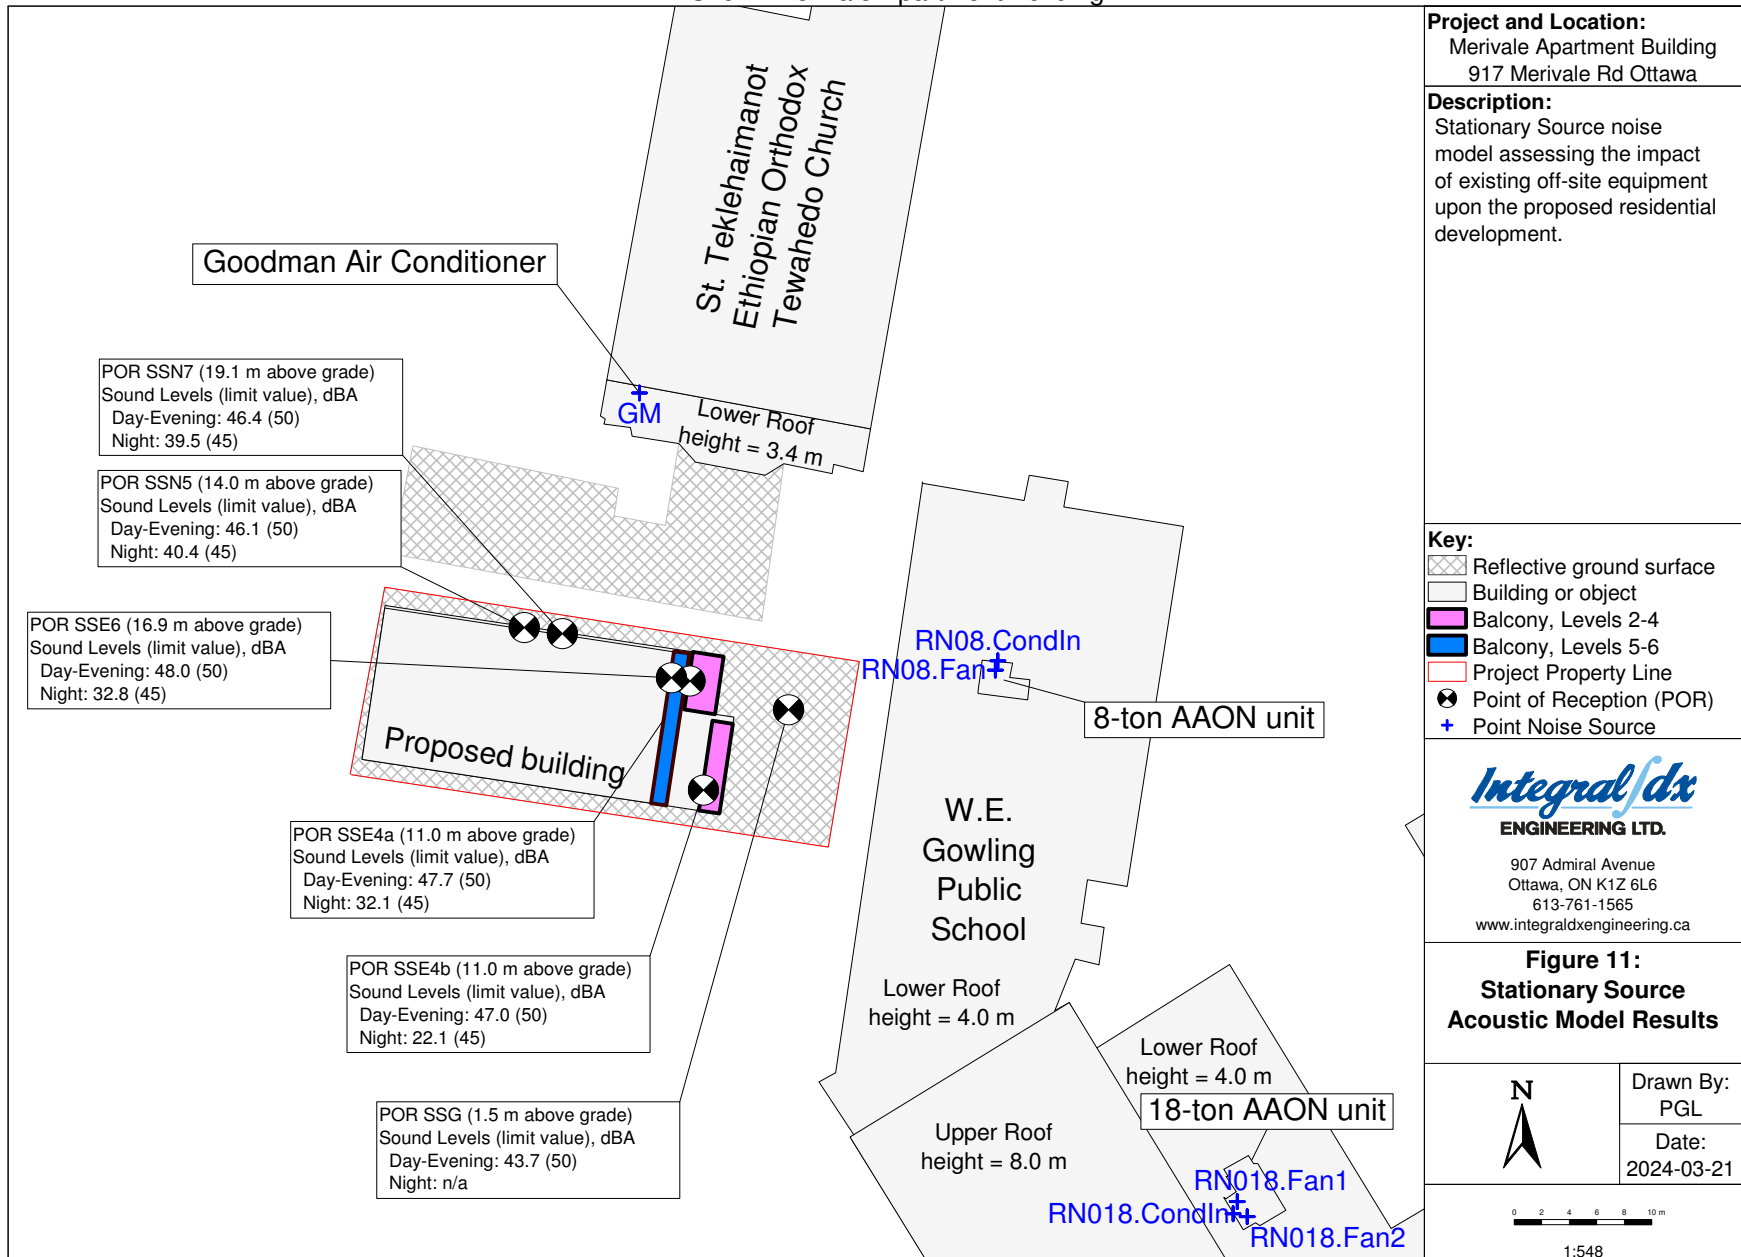 St. Teklehaimanot
Ethiopian Orthodox
Tewahedo Church
Goodman Air Conditioner
GM
Lower Roof
height = 3.4 m
POR SSN7 (19.1 m above grade)
Sound Levels (limit value), dBA
Day-Evening: 46.4 (50)
Night: 39.5 (45)
POR SSN5 (14.0 m above grade)
Sound Levels (limit value), dBA
Day-Evening: 46.1 (50)
Night: 40.4 (45)
POR SSE6 (16.9 m above grade)
Sound Levels (limit value), dBA
Day-Evening: 48.0 (50)
Night: 32.8 (45)
Proposed building
RN08.CondIn
RN08.Fan
8-ton AAON unit
POR SSE4a (11.0 m above grade)
Sound Levels (limit value), dBA
Day-Evening: 47.7 (50)
Night: 32.1 (45)
W.E.
Gowling
Public
School
Lower Roof
height = 4.0 m
POR SSE4b (11.0 m above grade)
Sound Levels (limit value), dBA
Day-Evening: 47.0 (50)
Night: 22.1 (45)
POR SSG (1.5 m above grade)
Sound Levels (limit value), dBA
Day-Evening: 43.7 (50)
Night: n/a
Lower Roof
height = 4.0 m
18-ton AAON unit
Upper Roof
height = 8.0 m
RN018.Fan1
RN018.CondIn
RN018.Fan2
Project and Location:
Merivale Apartment Building
917 Merivale Rd Ottawa
Description:
Stationary Source noise
model assessing the impact
of existing off-site equipment
upon the proposed residential
development.
Key:
Reflective ground surface
Building or object
Balcony, Levels 2-4
Balcony, Levels 5-6
Project Property Line
Point of Reception (POR)
Point Noise Source
Integral dx
ENGINEERING LTD.
907 Admiral Avenue
Ottawa, ON K1Z 6L6
613-761-1565
www.integraldxengineering.ca
Figure 11:
Stationary Source
Acoustic Model Results
N
Drawn By:
PGL
Date:
2024-03-21
0 2 4 6 8 10 m
1:548